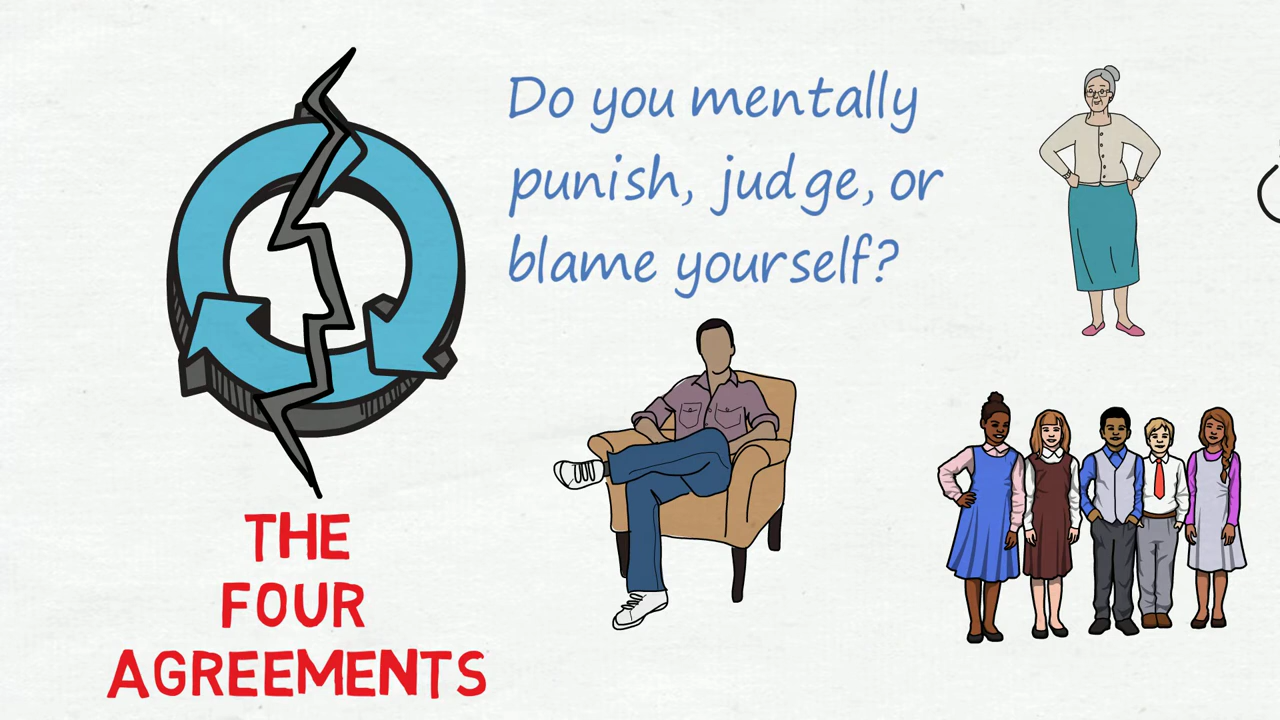 Do you mentally
punish, judge, or
blame yourself?
THE
FOUR
AGREEMENTS